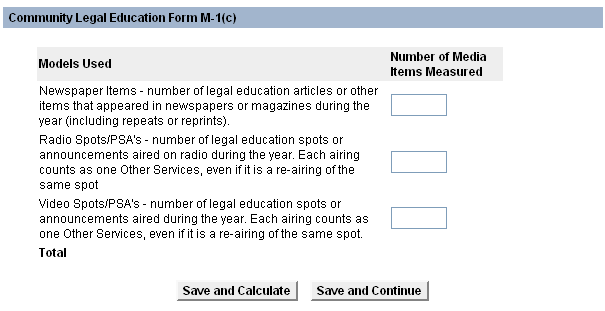 Community Legal Education Form M-1(c)
Models Used
Number of Media
Items Measured
Newspaper Items - number of legal education articles or other
items that appeared in newspapers or magazines during the
year (including repeats or reprints).
Radio Spots/PSA's - number of legal education spots or
announcements aired on radio during the year. Each airing
counts as one Other Services, even if it is a re-airing of the
same spot
Video Spots/PSA's - number of legal education spots or
announcements aired during the year. Each airing counts as
one Other Services, even if it is a re-airing of the same spot.
Total
Save and Calculate
Save and Continue